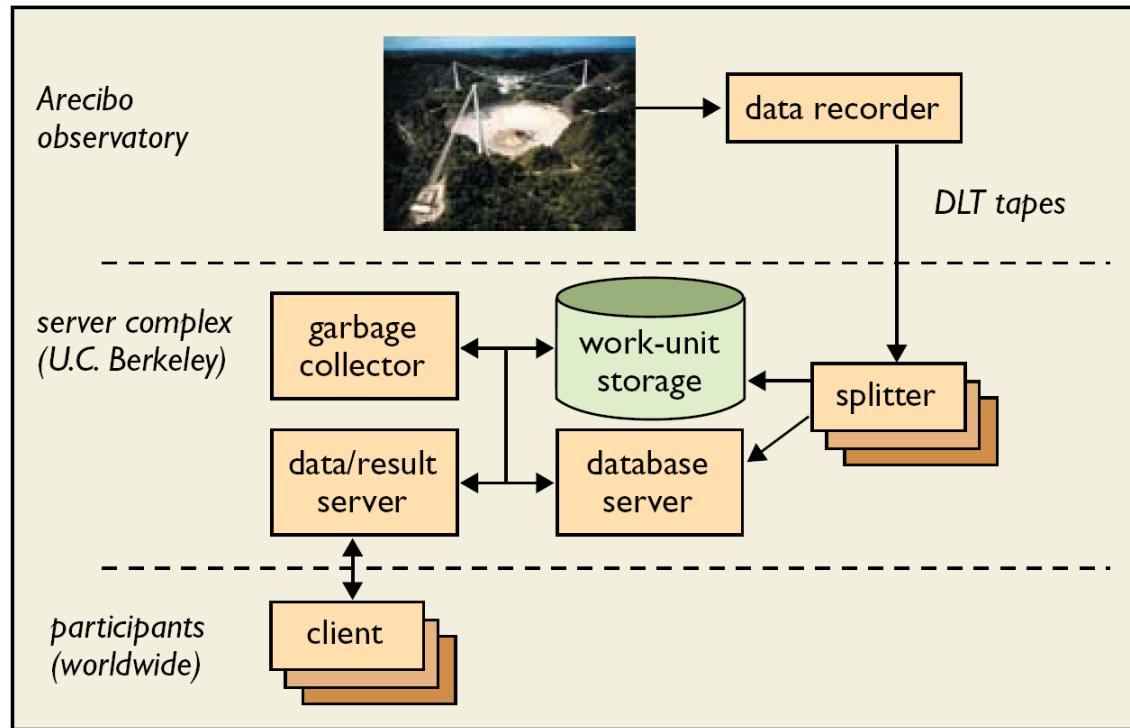 Arecibo
observatory
data recorder
DLT tapes
server complex
(U.C. Berkeley)
garbage
collector
work-unit
storage
splitter
data/result
server
database
server
participants
(worldwide)
client